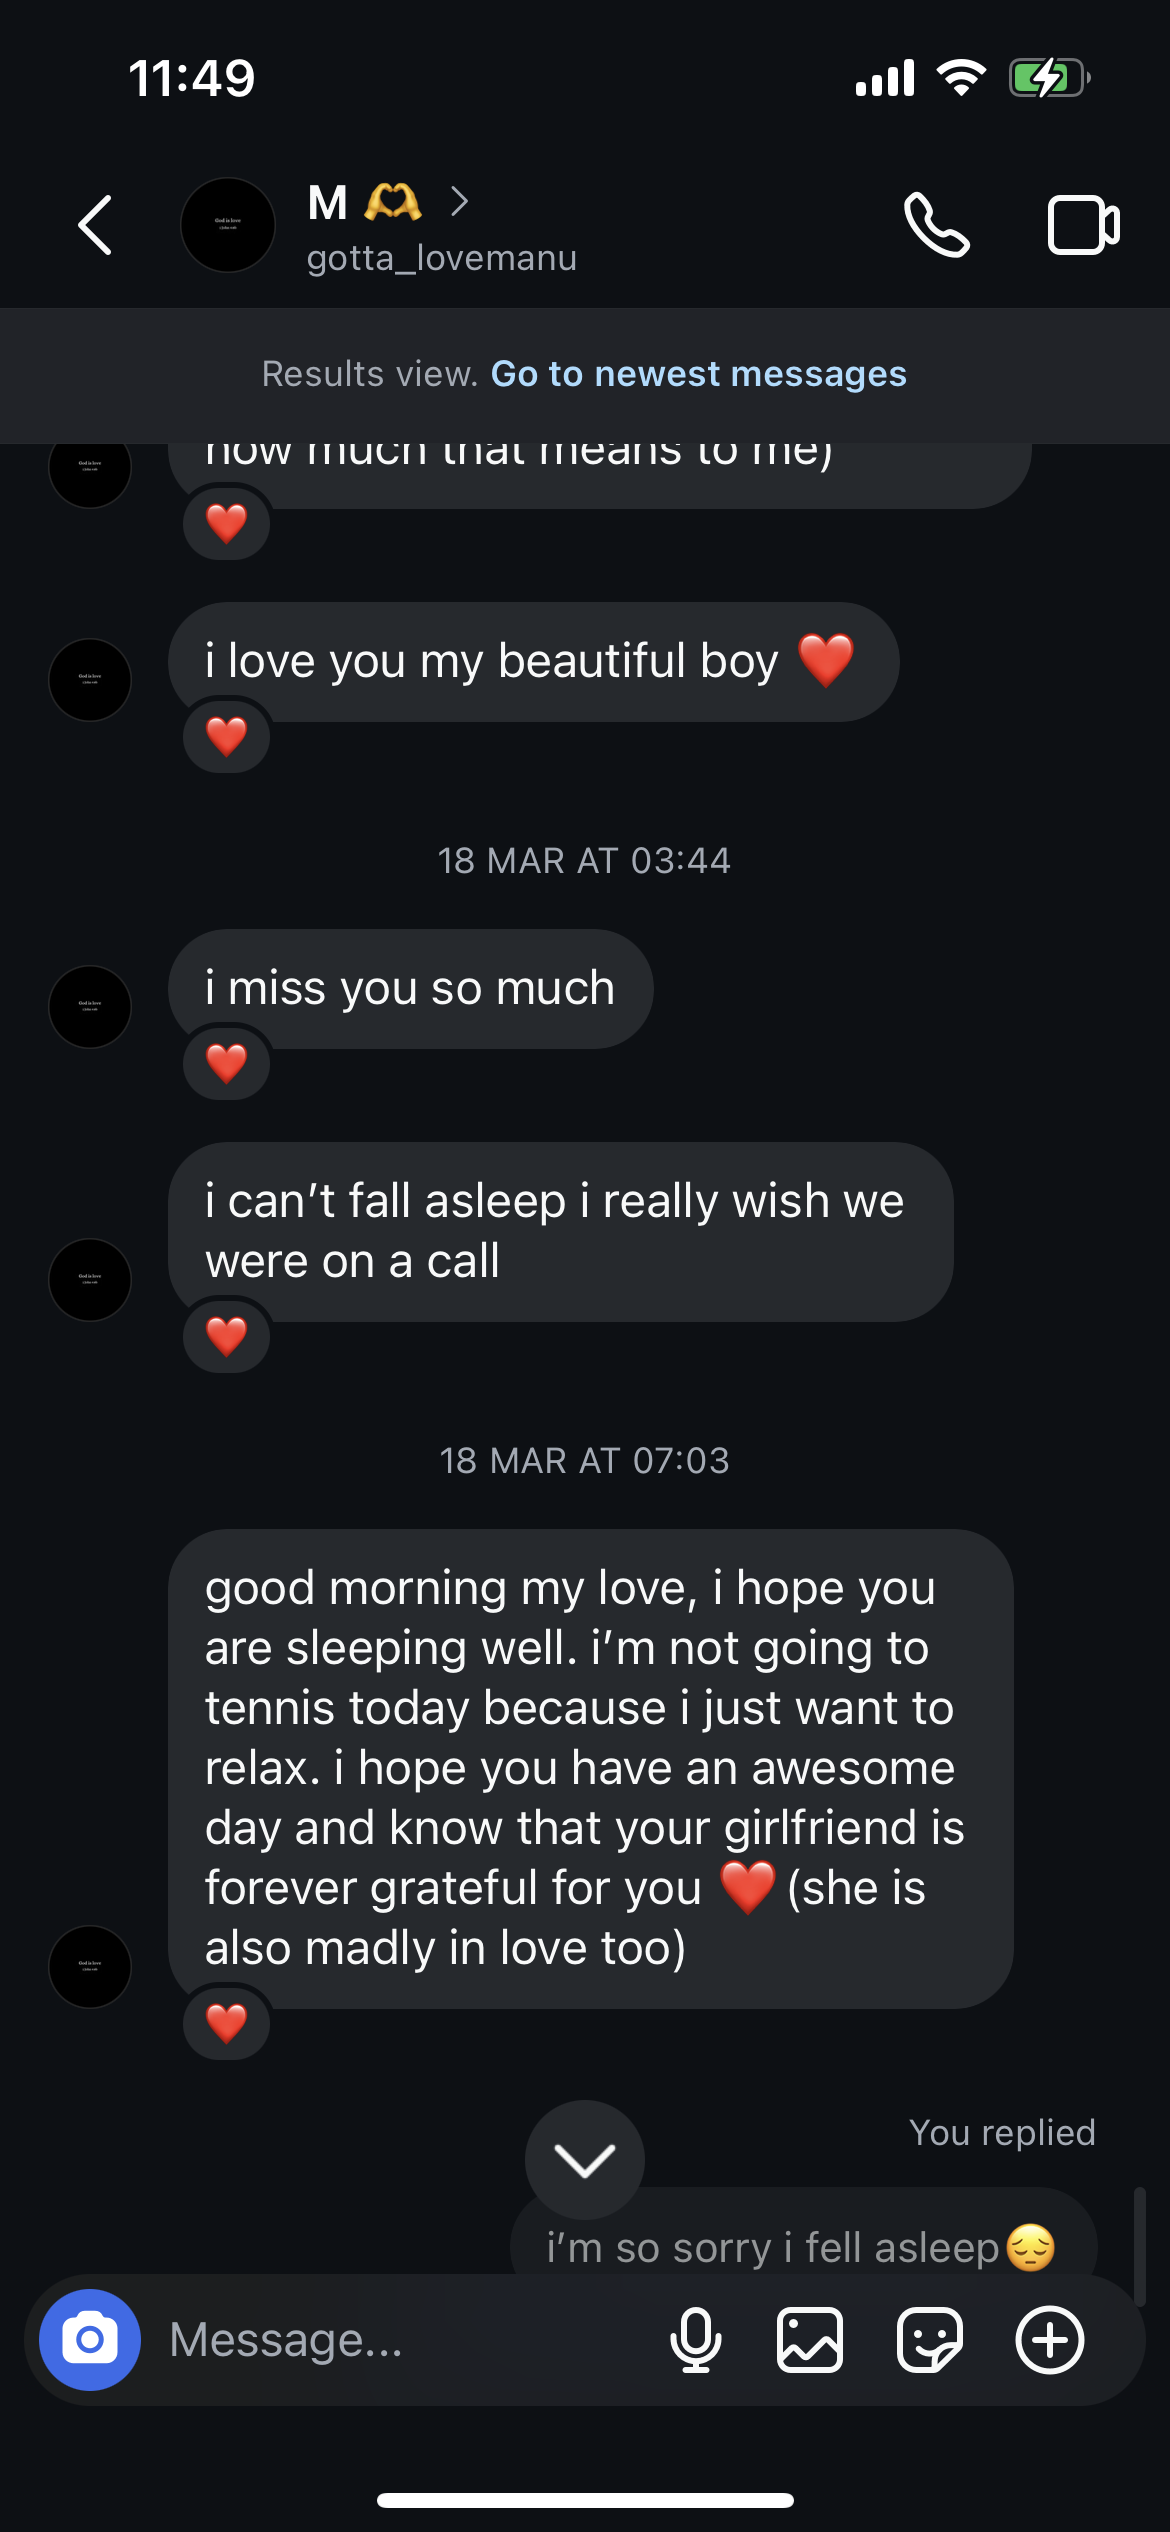 11:49
M 🫶 >
gotta_lovemanu
Results view. Go to newest messages
how much that means to me)
❤️
i love you my beautiful boy ❤️
❤️
18 MAR AT 03:44
i miss you so much
❤️
i can't fall asleep i really wish we
were on a call
❤️
18 MAR AT 07:03
good morning my love, i hope you
are sleeping well. i'm not going to
tennis today because i just want to
relax. i hope you have an awesome
day and know that your girlfriend is
forever grateful for you ❤️ (she is
also madly in love too)
❤️
You replied
i'm so sorry i fell asleep😔
Message...